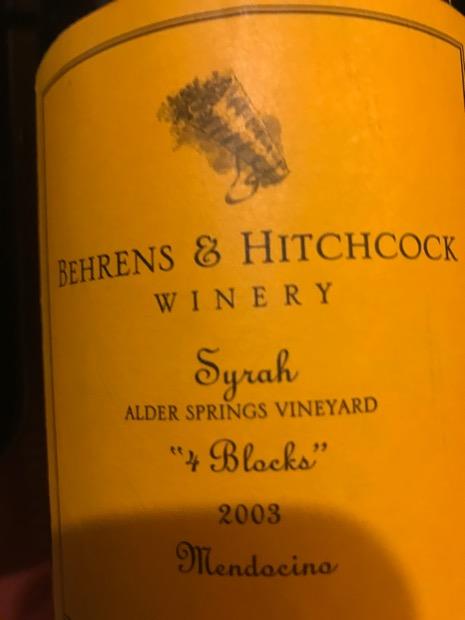 BEHRENS & HITCHCOCK
WINERY
Syrah
ALDER SPRINGS VINEYARD
"4 Blocks"
2003
Mendocino